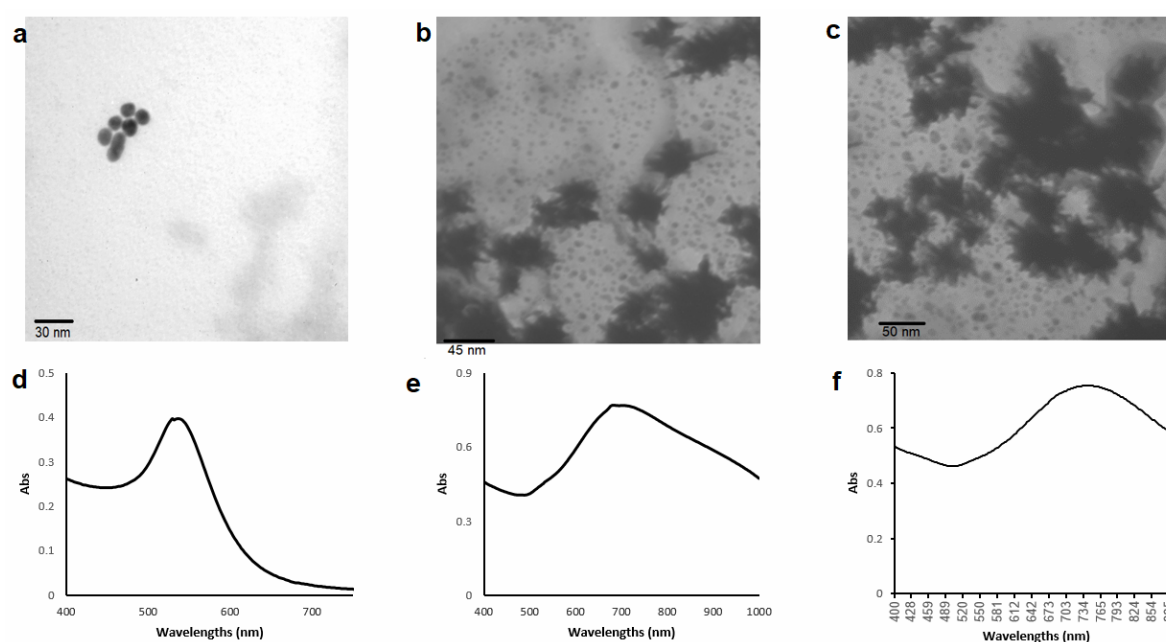 a
30 nm
b
45 nm
c
50 nm
d
0.5
0.4
0.3
0.2
0.1
0
Abs
400 500 600 700
Wavelengths (nm)
e
0.9
0.6
0.3
0
Abs
400 500 600 700 800 900 1000
Wavelengths (nm)
f
0.8
0.6
0.4
0.2
0
Abs
400 428 459 489 520 550 581 612 642 673 703 734 765 793 824 854
Wavelengths (nm)